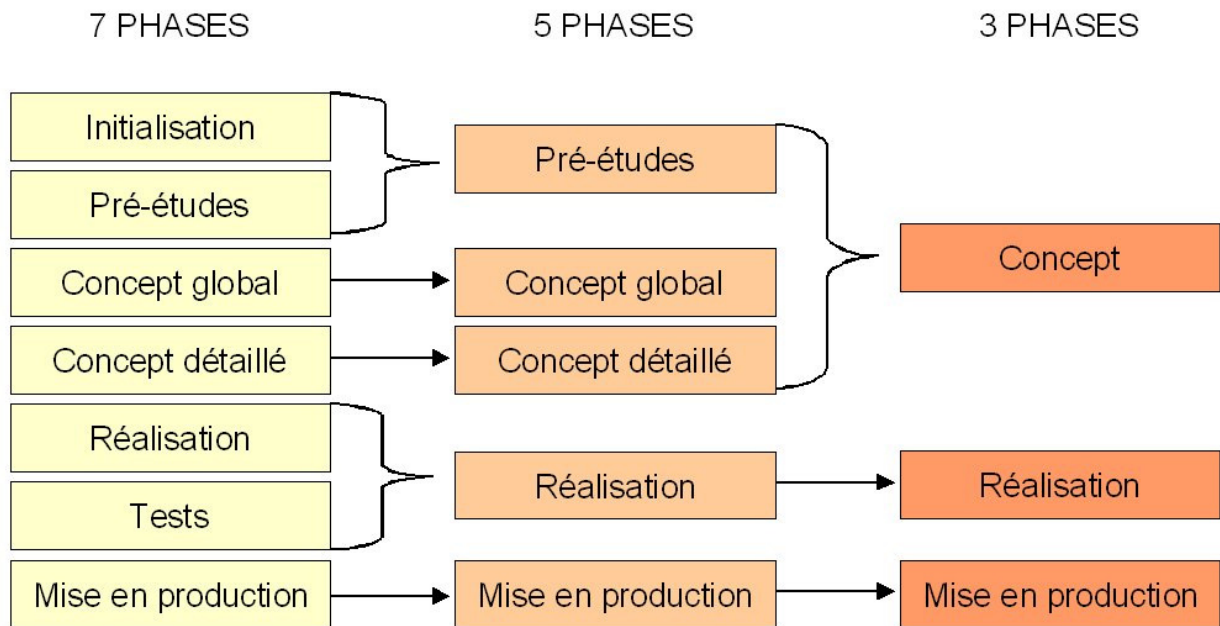 7 PHASES
5 PHASES
3 PHASES
Initialisation
Pré-études
Concept global
Concept détaillé
Réalisation
Tests
Mise en production
Pré-études
Concept global
Concept détaillé
Réalisation
Mise en production
Concept
Réalisation
Mise en production